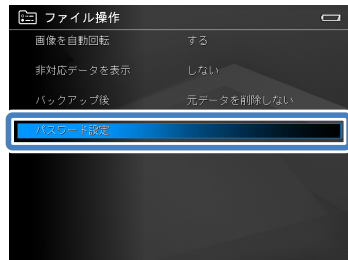 ファイル操作
画像を自動回転 する
非対応データを表示 しない
バックアップ後 元データを削除しない
パスワード設定